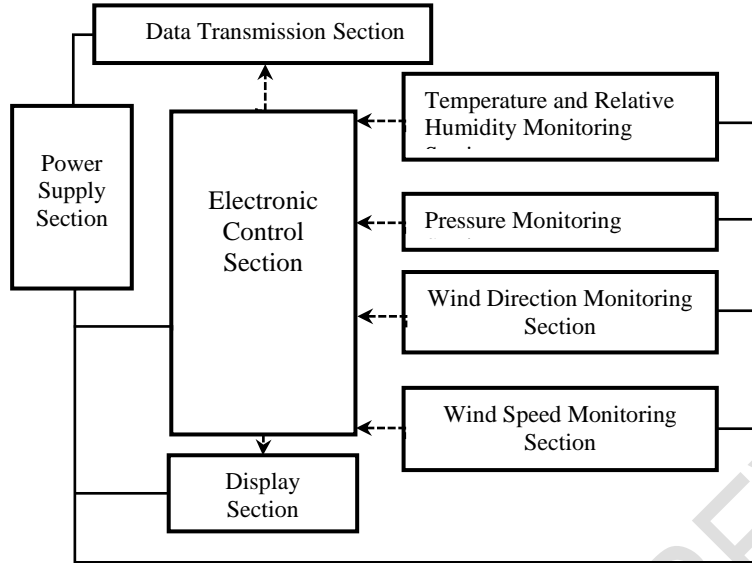 Data Transmission Section
Temperature and Relative
Humidity Monitoring
Power
Supply
Section
Electronic
Control
Section
Pressure Monitoring
Wind Direction Monitoring
Section
Wind Speed Monitoring
Section
Display
Section